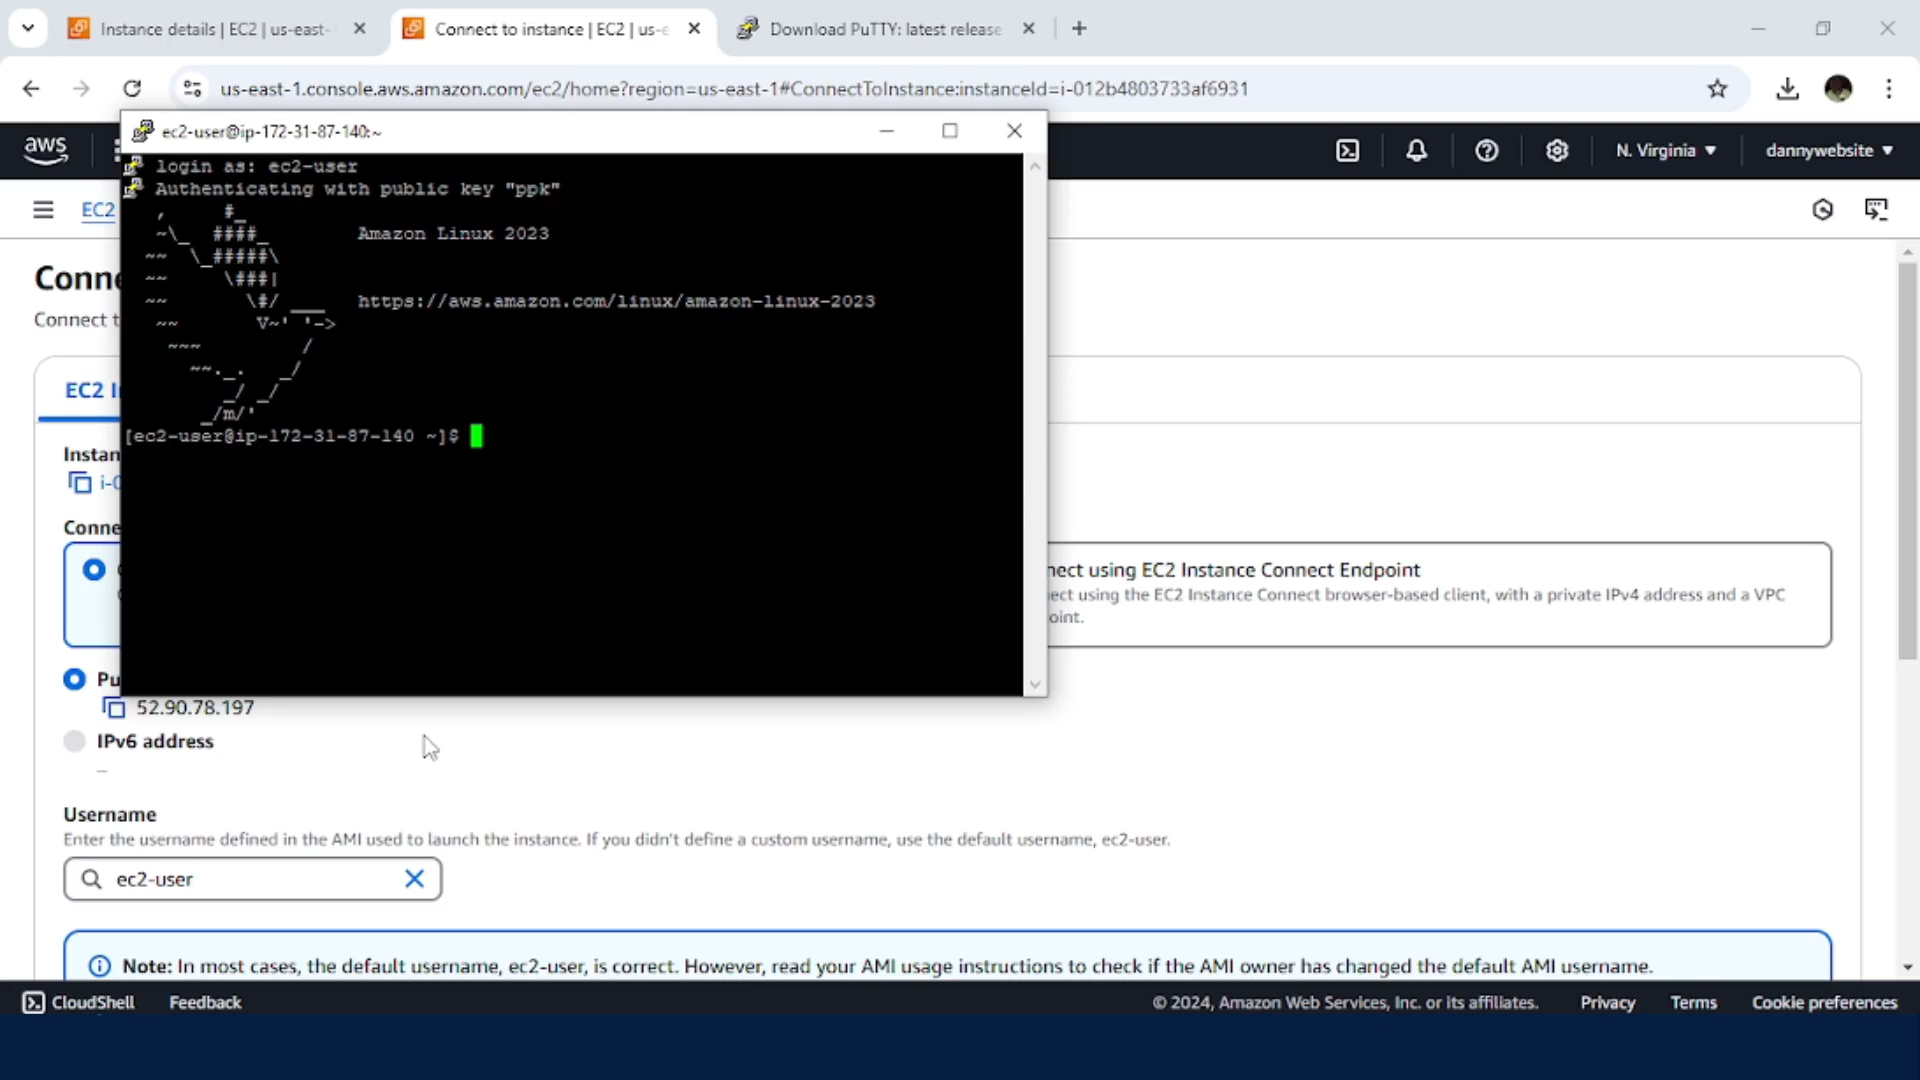 Instance details | EC2 | us-east-
Connect to instance | EC2 | us-e
Download PuTTY: latest release
us-east-1.console.aws.amazon.com/ec2/home?region=us-east-1#ConnectToInstance:instanceId=i-012b4803733af6931
aws
N. Virginia
dannywebsite
EC2
ec2-user@ip-172-31-87-140:~
login as: ec2-user
Authenticating with public key "ppk"
   ,     #_
   ~\_  ####_        Amazon Linux 2023
  ~~  \_#####\
  ~~     \###|
  ~~       \#/ ___   https://aws.amazon.com/linux/amazon-linux-2023
   ~~       V~' '->
    ~~~         /
      ~~._.   _/
         _/ _/
       _/m/'
[ec2-user@ip-172-31-87-140 ~]$
Conne
Connect t
EC2 I
Instan
i-0
Conne
nect using EC2 Instance Connect Endpoint
ect using the EC2 Instance Connect browser-based client, with a private IPv4 address and a VPC
oint.
Pu
52.90.78.197
IPv6 address
–
Username
Enter the username defined in the AMI used to launch the instance. If you didn't define a custom username, use the default username, ec2-user.
ec2-user
Note: In most cases, the default username, ec2-user, is correct. However, read your AMI usage instructions to check if the AMI owner has changed the default AMI username.
CloudShell
Feedback
© 2024, Amazon Web Services, Inc. or its affiliates.
Privacy
Terms
Cookie preferences